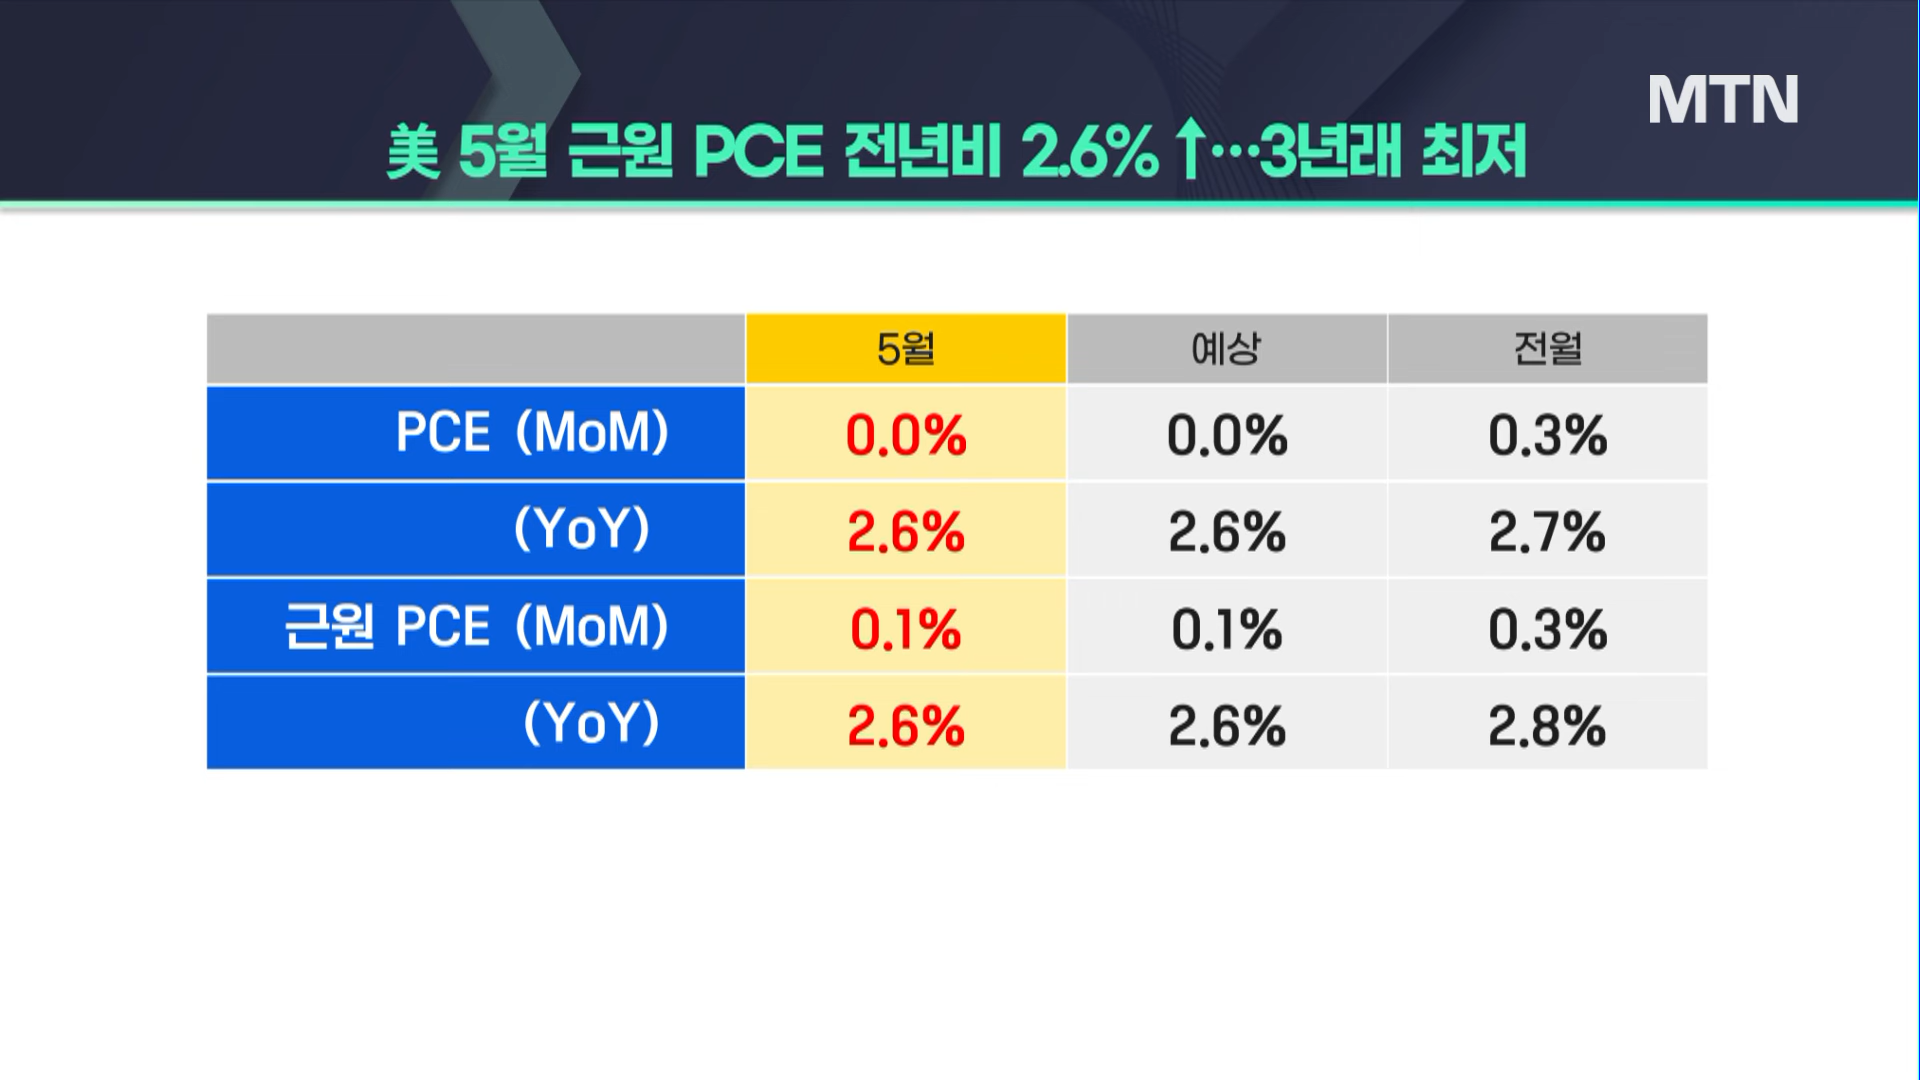 MTN
美 5월 근원 PCE 전년비 2.6%↑…3년래 최저
5월 예상 전월
PCE (MoM) 0.0% 0.0% 0.3%
(YoY) 2.6% 2.6% 2.7%
근원 PCE (MoM) 0.1% 0.1% 0.3%
(YoY) 2.6% 2.6% 2.8%